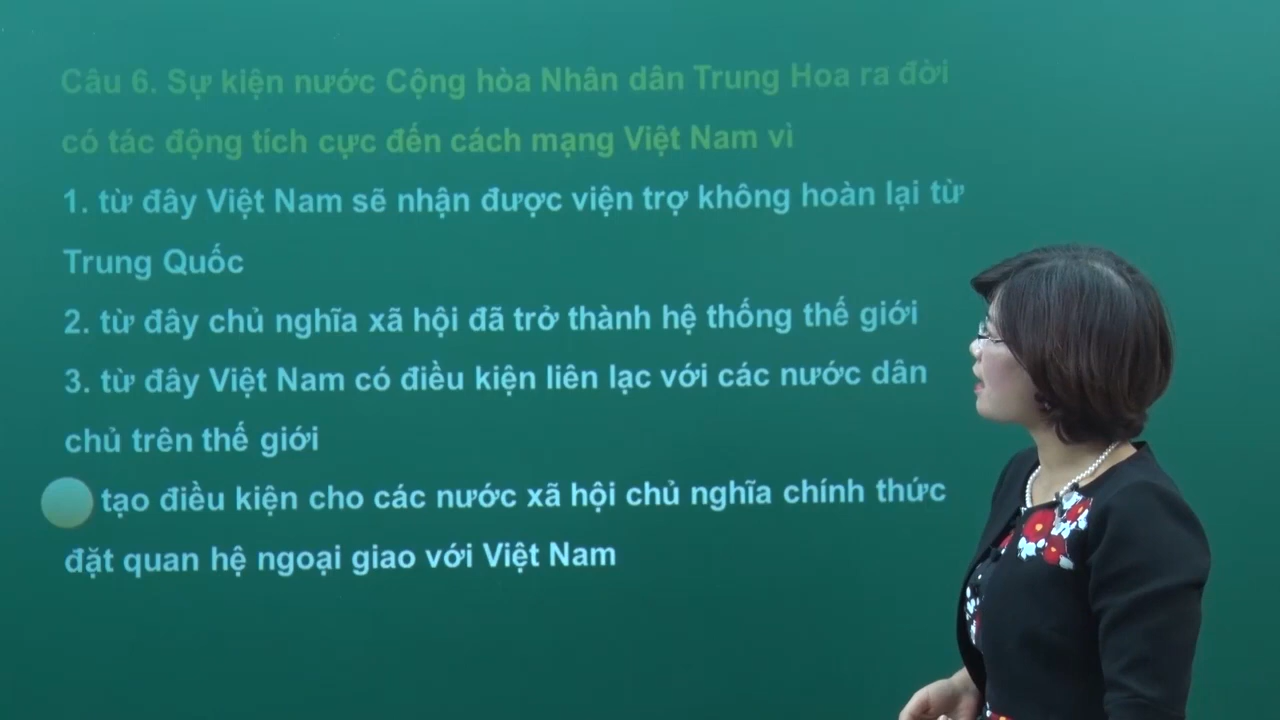 Câu 6. Sự kiện nước Cộng hòa Nhân dân Trung Hoa ra đời
có tác động tích cực đến cách mạng Việt Nam vì
1. từ đây Việt Nam sẽ nhận được viện trợ không hoàn lại từ
Trung Quốc
2. từ đây chủ nghĩa xã hội đã trở thành hệ thống thế giới
3. từ đây Việt Nam có điều kiện liên lạc với các nước dân
chủ trên thế giới
tạo điều kiện cho các nước xã hội chủ nghĩa chính thức
đặt quan hệ ngoại giao với Việt Nam